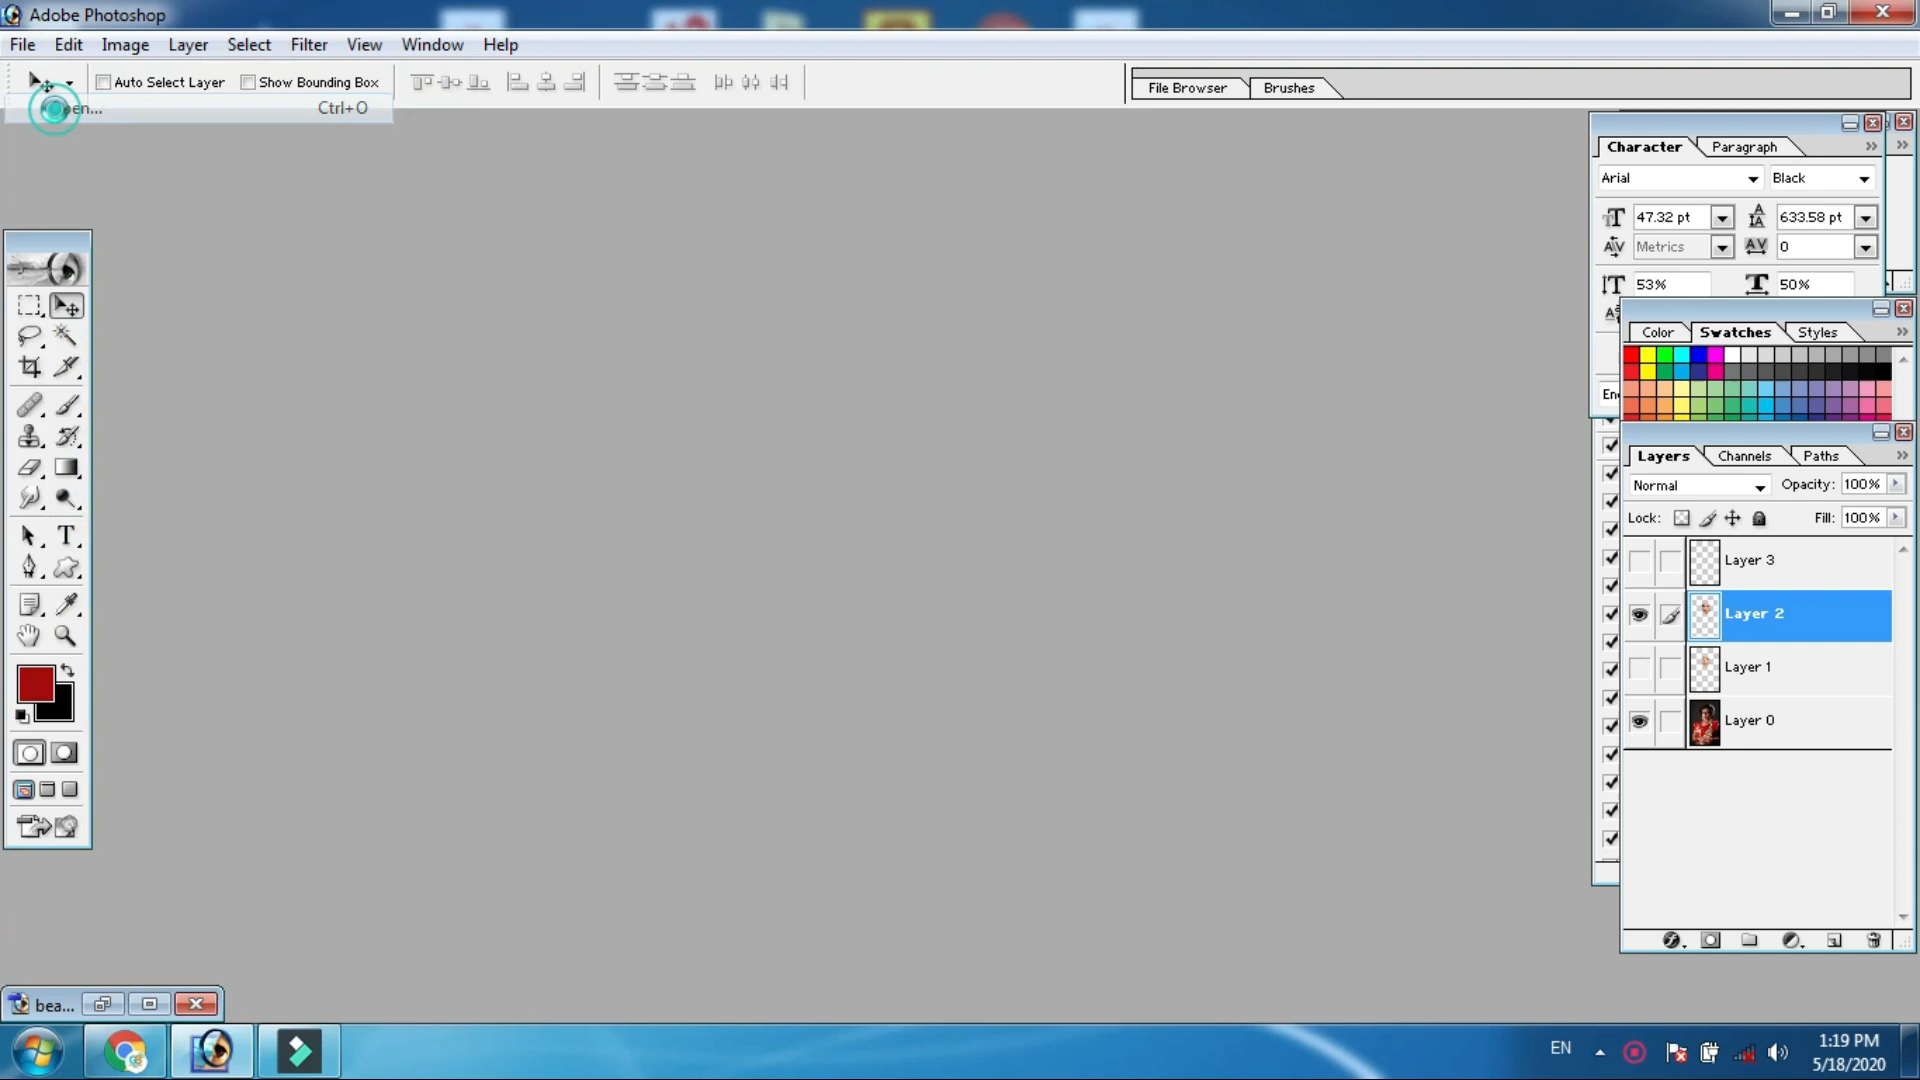 Adobe Photoshop
File Edit Image Layer Select Filter View Window Help
Auto Select Layer Show Bounding Box File Browser Brushes
Ctrl+O
Character Paragraph
Arial Black
47.32 pt 633.58 pt
Metrics 0
53% 50%
Color Swatches Styles
Layers Channels Paths
Normal Opacity: 100%
Lock: Fill: 100%
Layer 3
Layer 2
Layer 1
Layer 0
bea...
EN
1:19 PM
5/18/2020